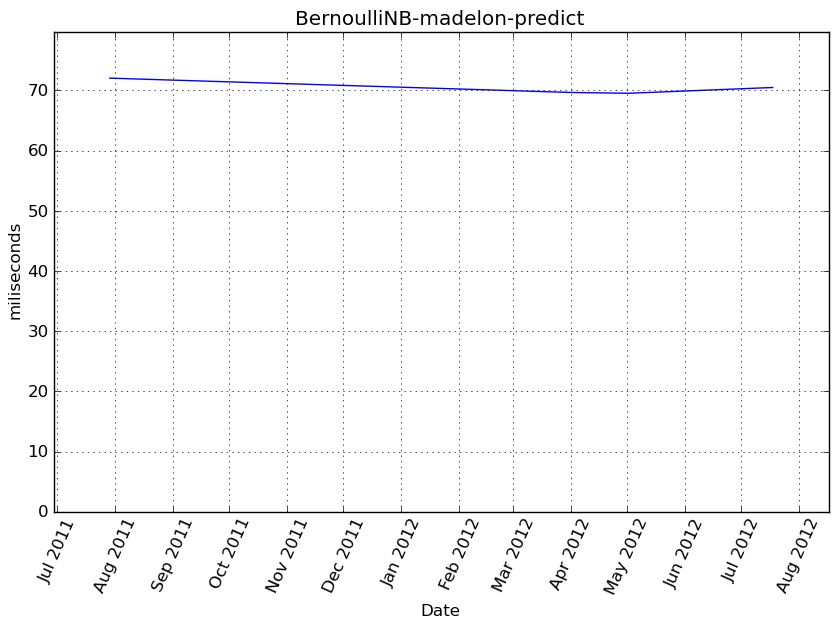 BernoulliNB-madelon-predict
miliseconds
70
60
50
40
30
20
10
0
Jul 2011
Aug 2011
Sep 2011
Oct 2011
Nov 2011
Dec 2011
Jan 2012
Feb 2012
Mar 2012
Apr 2012
May 2012
Jun 2012
Jul 2012
Aug 2012
Date